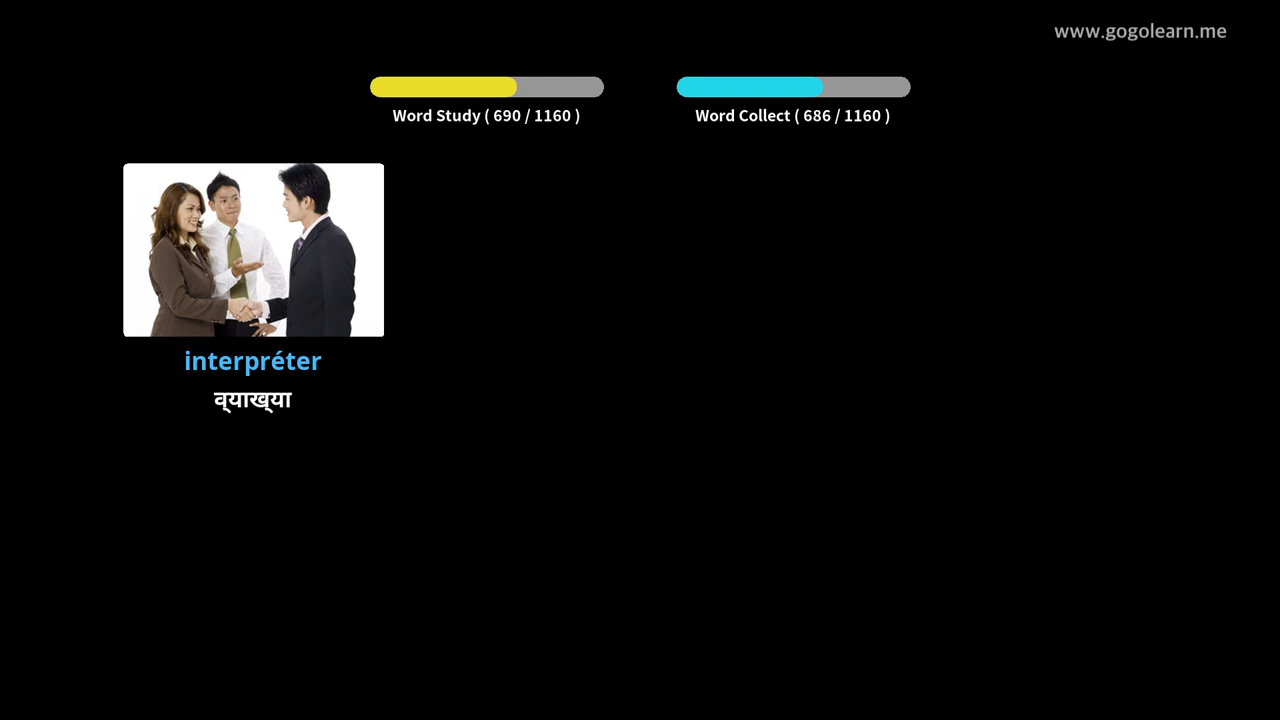 www.gogolearn.me
Word Study ( 690 / 1160 )
Word Collect ( 686 / 1160 )
interpréter
व्याख्या